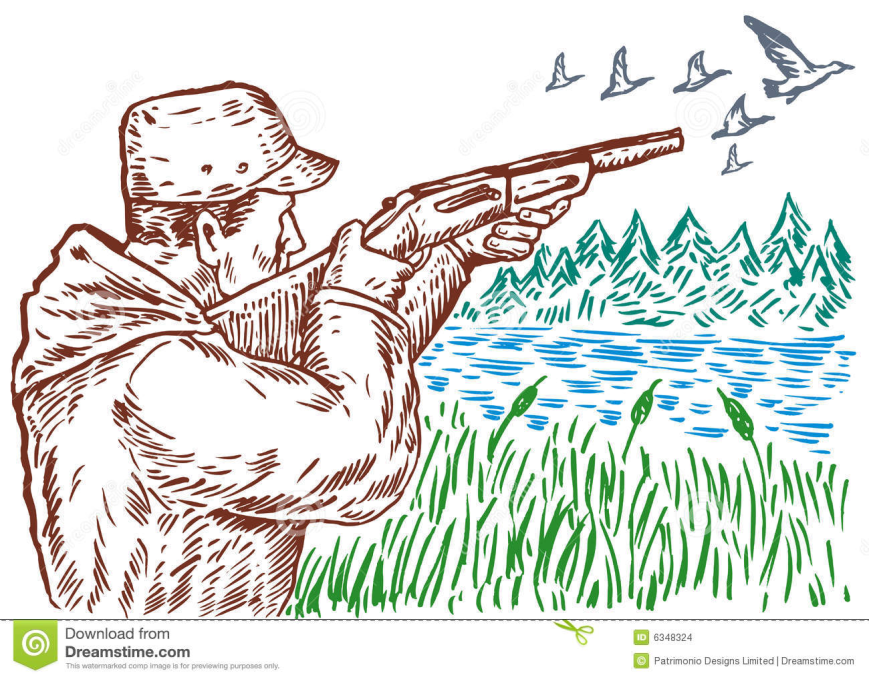 Download from
Dreamstime.com
This watermarked comp image is for previewing purposes only.
ID 6348324
© Patrimonio Designs Limited | Dreamstime.com